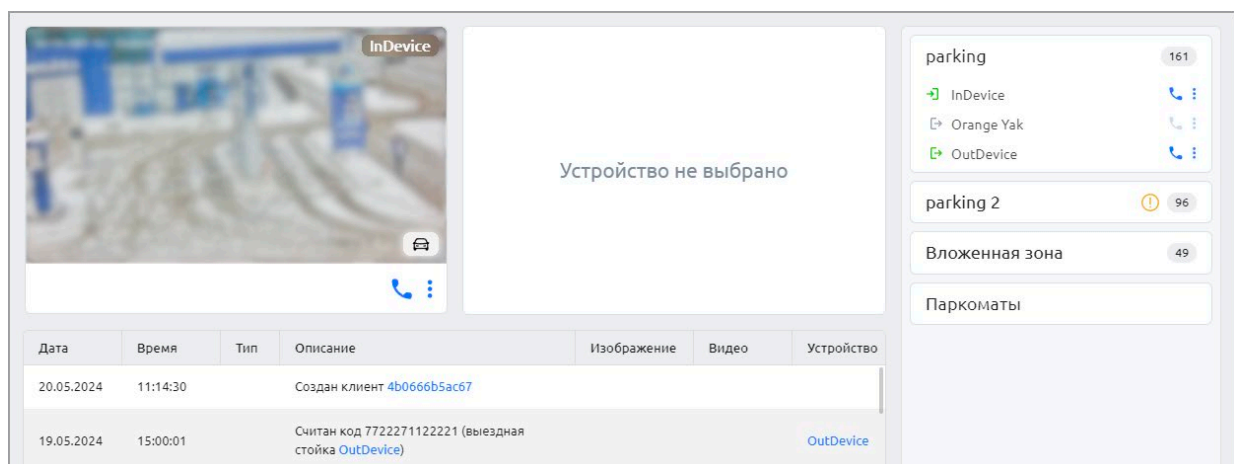 InDevice
Устройство не выбрано
parking 161
InDevice
Orange Yak
OutDevice
parking 2 96
Вложенная зона 49
Паркоматы
Дата Время Тип Описание Изображение Видео Устройство
20.05.2024 11:14:30 Создан клиент 4b0666b5ac67
19.05.2024 15:00:01 Считан код 7722271122221 (выездная
стойка OutDevice) OutDevice